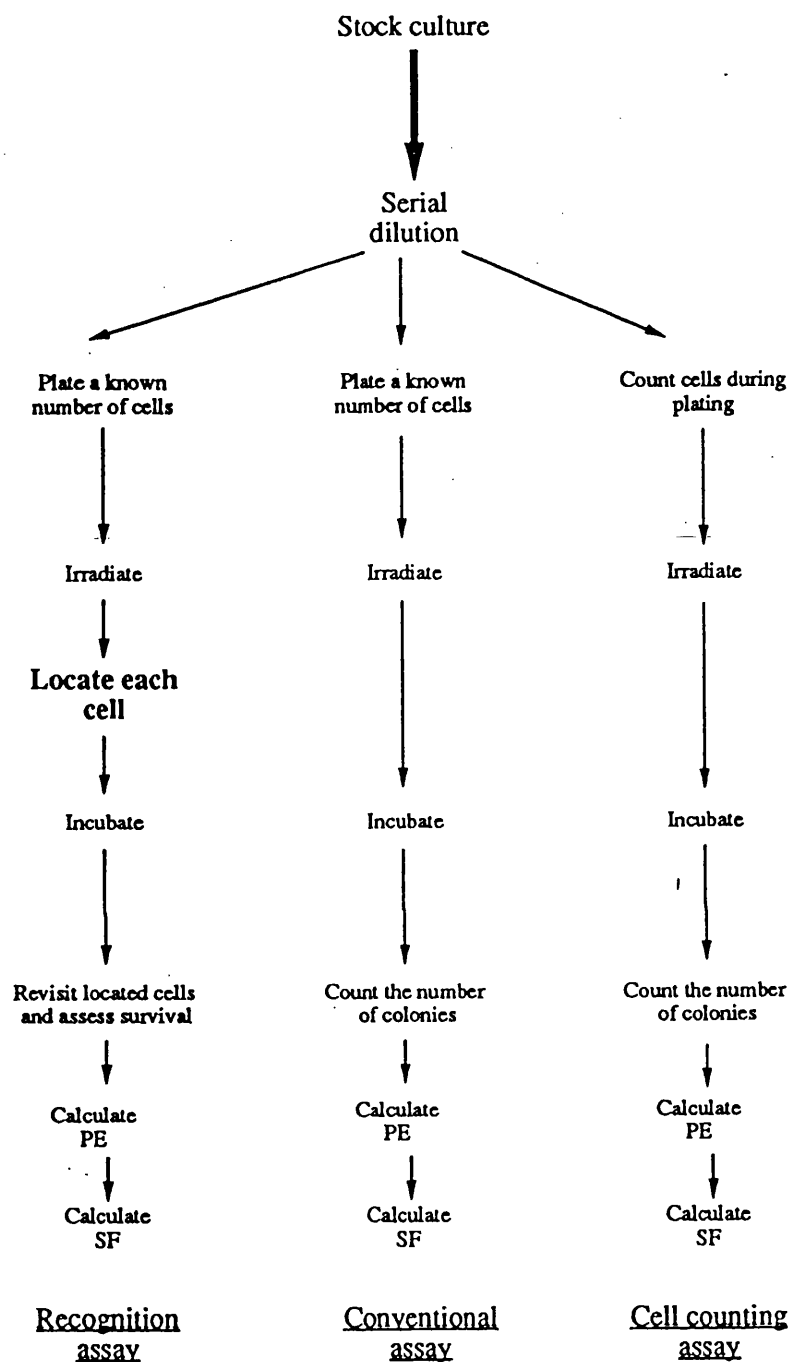 Stock culture
Serial
dilution
Plate a known
number of cells
Irradiate
Locate each
cell
Incubate
Revisit located cells
and assess survival
Calculate
PE
Calculate
SF
Recognition
assay
Plate a known
number of cells
Irradiate
Incubate
Count the number
of colonies
Calculate
PE
Calculate
SF
Conventional
assay
Count cells during
plating
Irradiate
Incubate
Count the number
of colonies
Calculate
PE
Calculate
SF
Cell counting
assay